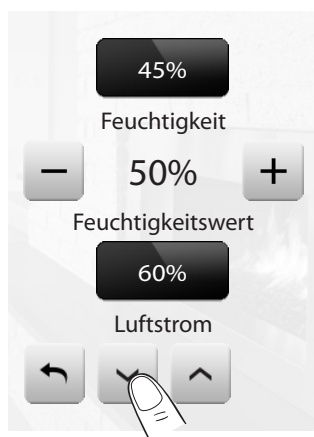 45%
Feuchtigkeit
− 50% +
Feuchtigkeitswert
60%
Luftstrom